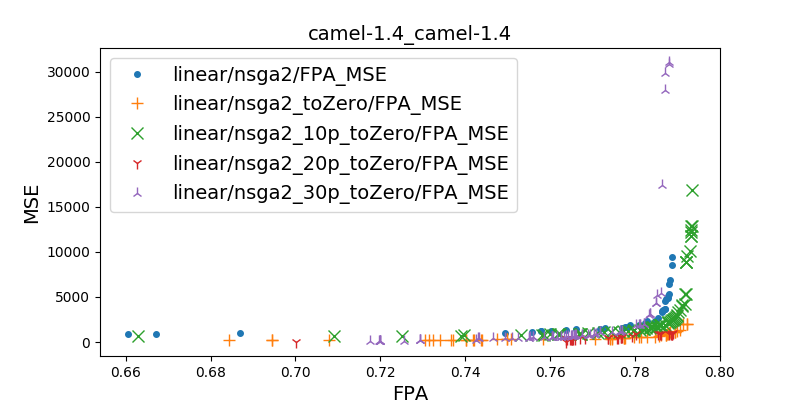 camel-1.4_camel-1.4
linear/nsga2/FPA_MSE
linear/nsga2_toZero/FPA_MSE
linear/nsga2_10p_toZero/FPA_MSE
linear/nsga2_20p_toZero/FPA_MSE
linear/nsga2_30p_toZero/FPA_MSE
MSE
30000
25000
20000
15000
10000
5000
0
0.66 0.68 0.70 0.72 0.74 0.76 0.78 0.80
FPA